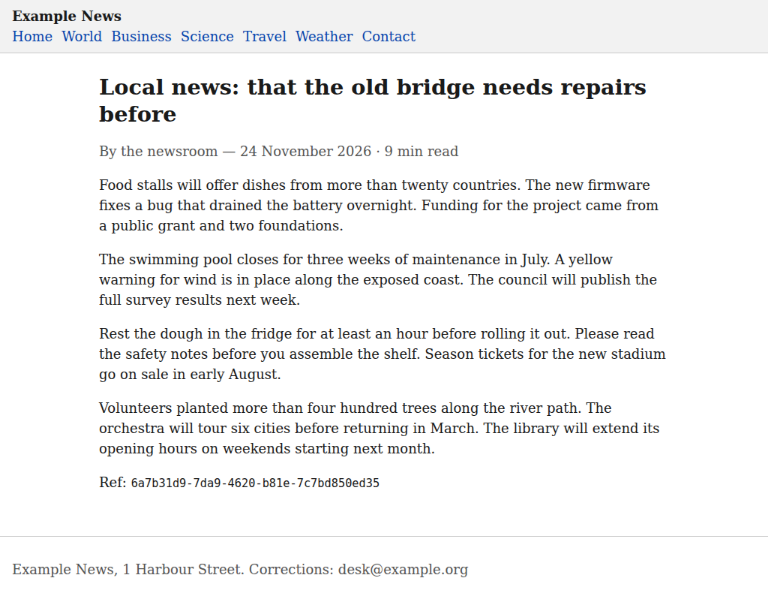 Example News
Home World Business Science Travel Weather Contact
Local news: that the old bridge needs repairs
before
By the newsroom — 24 November 2026 · 9 min read
Food stalls will offer dishes from more than twenty countries. The new firmware
fixes a bug that drained the battery overnight. Funding for the project came from
a public grant and two foundations.
The swimming pool closes for three weeks of maintenance in July. A yellow
warning for wind is in place along the exposed coast. The council will publish the
full survey results next week.
Rest the dough in the fridge for at least an hour before rolling it out. Please read
the safety notes before you assemble the shelf. Season tickets for the new stadium
go on sale in early August.
Volunteers planted more than four hundred trees along the river path. The
orchestra will tour six cities before returning in March. The library will extend its
opening hours on weekends starting next month.
Ref: 6a7b31d9-7da9-4620-b81e-7c7bd850ed35
Example News, 1 Harbour Street. Corrections: desk@example.org